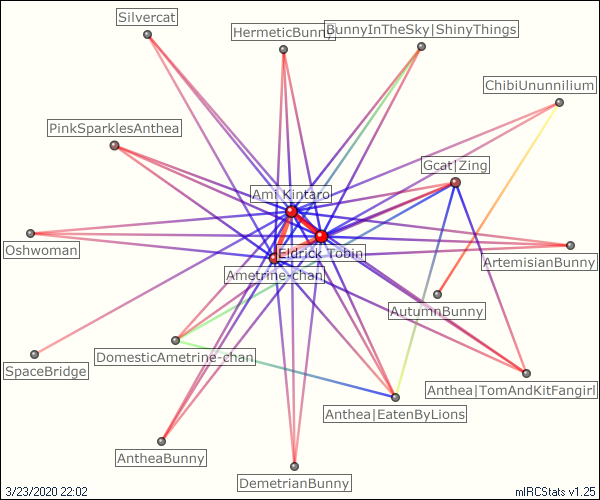 Silvercat
HermeticBunny
BunnyInTheSky|ShinyThings
ChibiUnunnilium
PinkSparklesAnthea
Gcat|Zing
Ami Kintaro
Oshwoman
Eldrick Tobin
ArtemisianBunny
Ametrine-chan
AutumnBunny
DomesticAmetrine-chan
SpaceBridge
Anthea|TomAndKitFangirl
Anthea|EatenByLions
AntheaBunny
DemetrianBunny
3/23/2020 22:02
mIRCStats v1.25